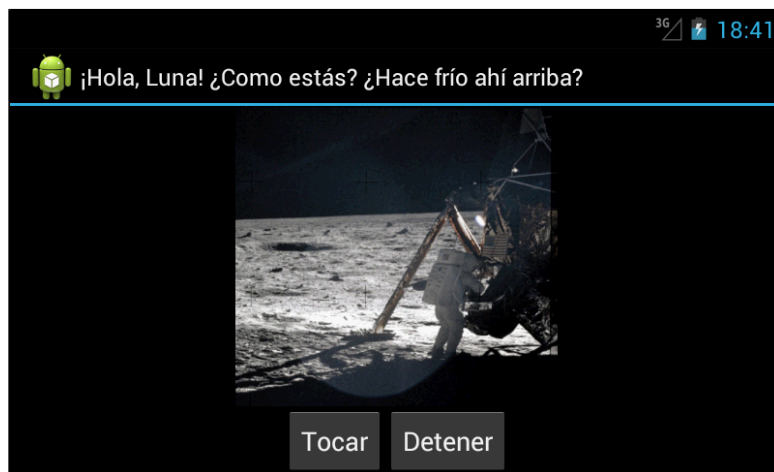 3G 18:41
¡Hola, Luna! ¿Como estás? ¿Hace frío ahí arriba?
Tocar Detener